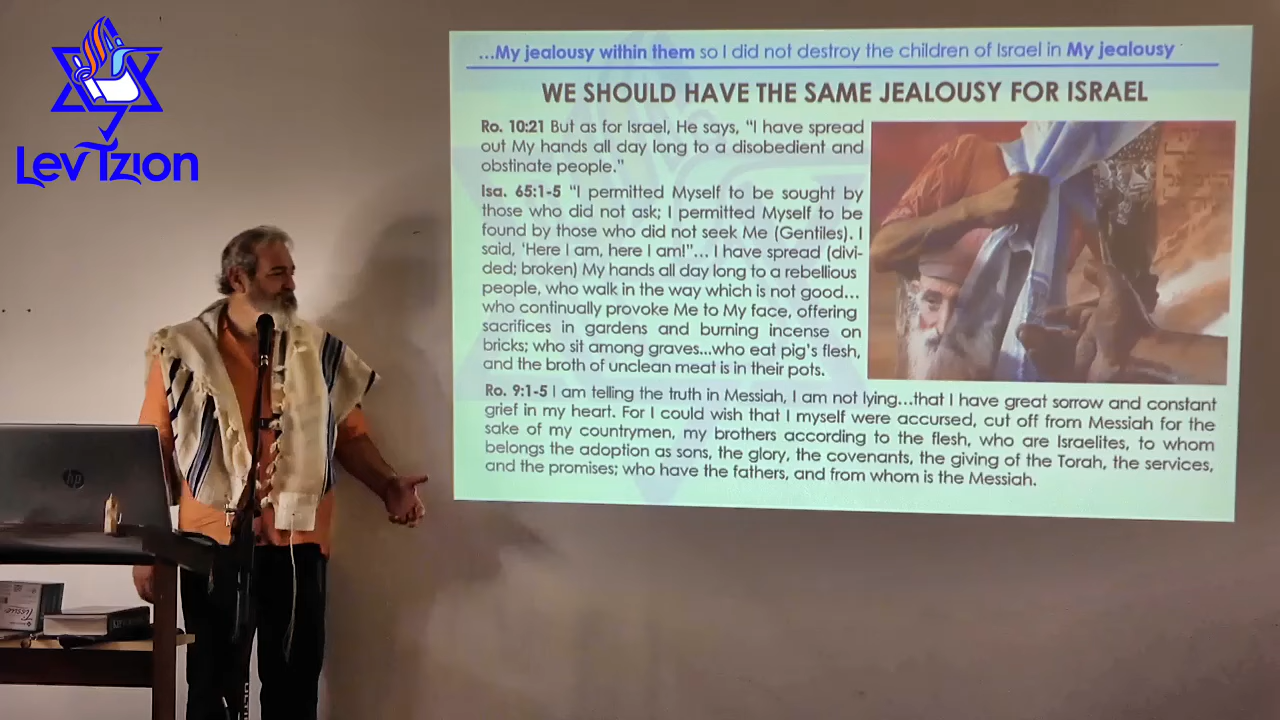 Lev Tzion
...My jealousy within them so I did not destroy the children of Israel in My jealousy
WE SHOULD HAVE THE SAME JEALOUSY FOR ISRAEL
Ro. 10:21 But as for Israel, He says, “I have spread
out My hands all day long to a disobedient and
obstinate people.”
Isa. 65:1-5 “I permitted Myself to be sought by
those who did not ask; I permitted Myself to be
found by those who did not seek Me (Gentiles). I
said, ‘Here I am, here I am!”... I have spread (divi-
ded; broken) My hands all day long to a rebellious
people, who walk in the way which is not good...
who continually provoke Me to My face, offering
sacrifices in gardens and burning incense on
bricks; who sit among graves...who eat pig’s flesh,
and the broth of unclean meat is in their pots.
Ro. 9:1-5 I am telling the truth in Messiah, I am not lying...that I have great sorrow and constant
grief in my heart. For I could wish that I myself were accursed, cut off from Messiah for the
sake of my countrymen, my brothers according to the flesh, who are Israelites, to whom
belongs the adoption as sons, the glory, the covenants, the giving of the Torah, the services,
and the promises; who have the fathers, and from whom is the Messiah.
hp
Tissue